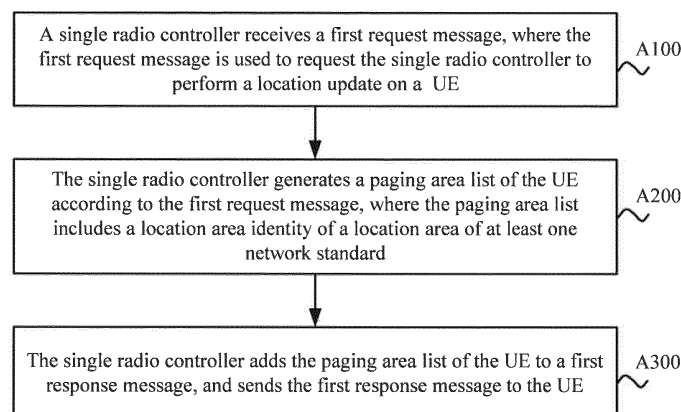 A single radio controller receives a first request message, where the
first request message is used to request the single radio controller to
perform a location update on a UE
A100
The single radio controller generates a paging area list of the UE
according to the first request message, where the paging area list
includes a location area identity of a location area of at least one
network standard
A200
The single radio controller adds the paging area list of the UE to a first
response message, and sends the first response message to the UE
A300